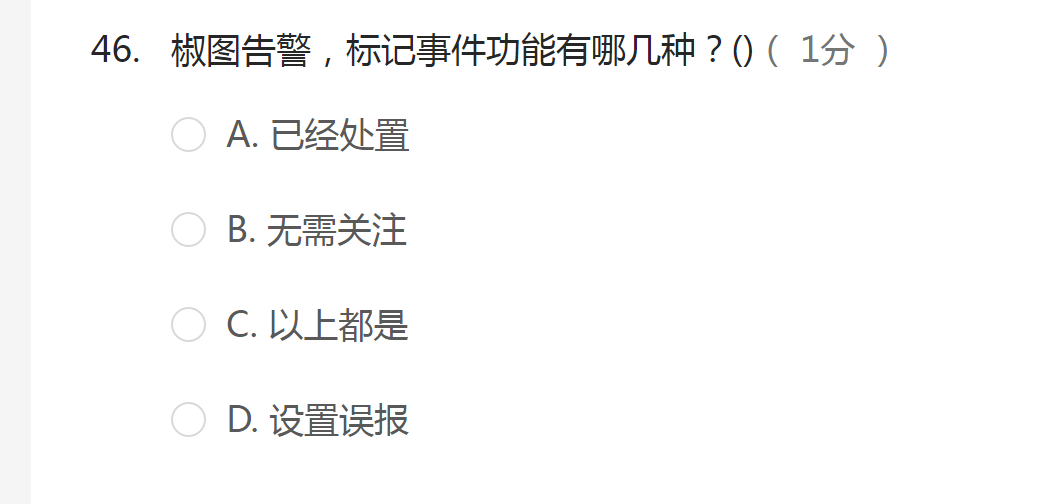 46. 椒图告警，标记事件功能有哪几种？()（ 1分 ）
A. 已经处置
B. 无需关注
C. 以上都是
D. 设置误报